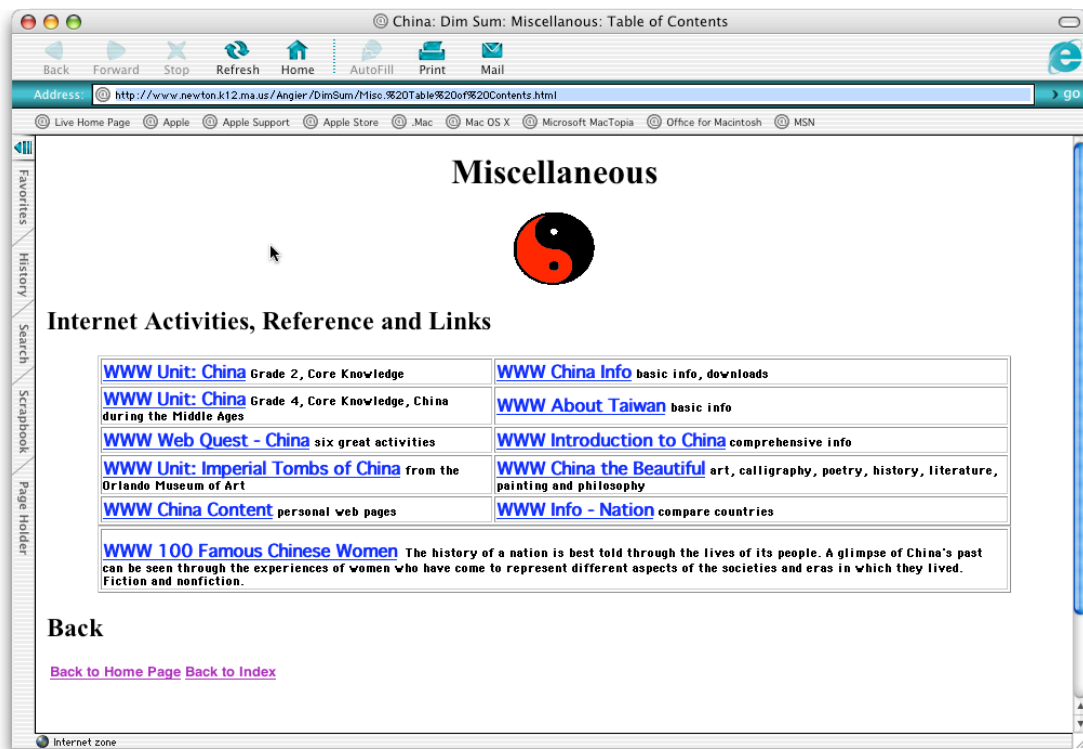 China: Dim Sum: Miscellanous: Table of Contents
Back Forward Stop Refresh Home AutoFill Print Mail
Address: http://www.newton.k12.ma.us/Angier/DimSum/Misc.%20Table%20of%20Contents.html go
Live Home Page Apple Apple Support Apple Store .Mac Mac OS X Microsoft MacTopia Office for Macintosh MSN
Favorites
History
Search
Scrapbook
Page Holder
Miscellaneous
Internet Activities, Reference and Links
WWW Unit: China Grade 2, Core Knowledge
WWW China Info basic info, downloads
WWW Unit: China Grade 4, Core Knowledge, China
during the Middle Ages
WWW About Taiwan basic info
WWW Web Quest - China six great activities
WWW Introduction to China comprehensive info
WWW Unit: Imperial Tombs of China from the
Orlando Museum of Art
WWW China the Beautiful art, calligraphy, poetry, history, literature,
painting and philosophy
WWW China Content personal web pages
WWW Info - Nation compare countries
WWW 100 Famous Chinese Women The history of a nation is best told through the lives of its people. A glimpse of China's past
can be seen through the experiences of women who have come to represent different aspects of the societies and eras in which they lived.
Fiction and nonfiction.
Back
Back to Home Page Back to Index
Internet zone